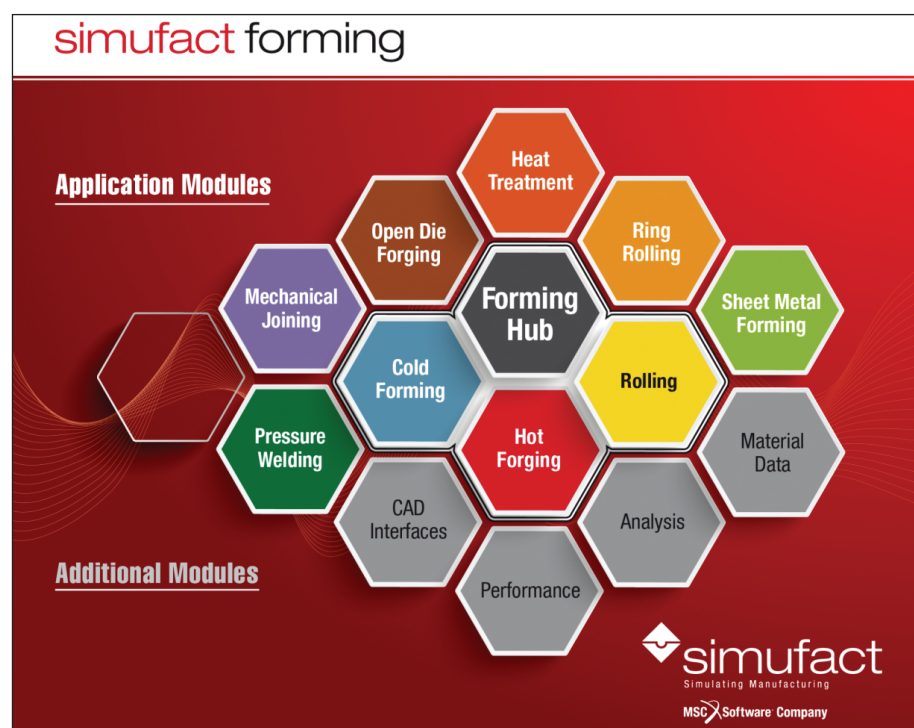 simufact forming
Application Modules
Heat
Treatment
Open Die
Forging
Ring
Rolling
Mechanical
Joining
Forming
Hub
Sheet Metal
Forming
Cold
Forming
Rolling
Pressure
Welding
Hot
Forging
Material
Data
CAD
Interfaces
Analysis
Performance
Additional Modules
simufact
Simulating Manufacturing
MSC Software Company